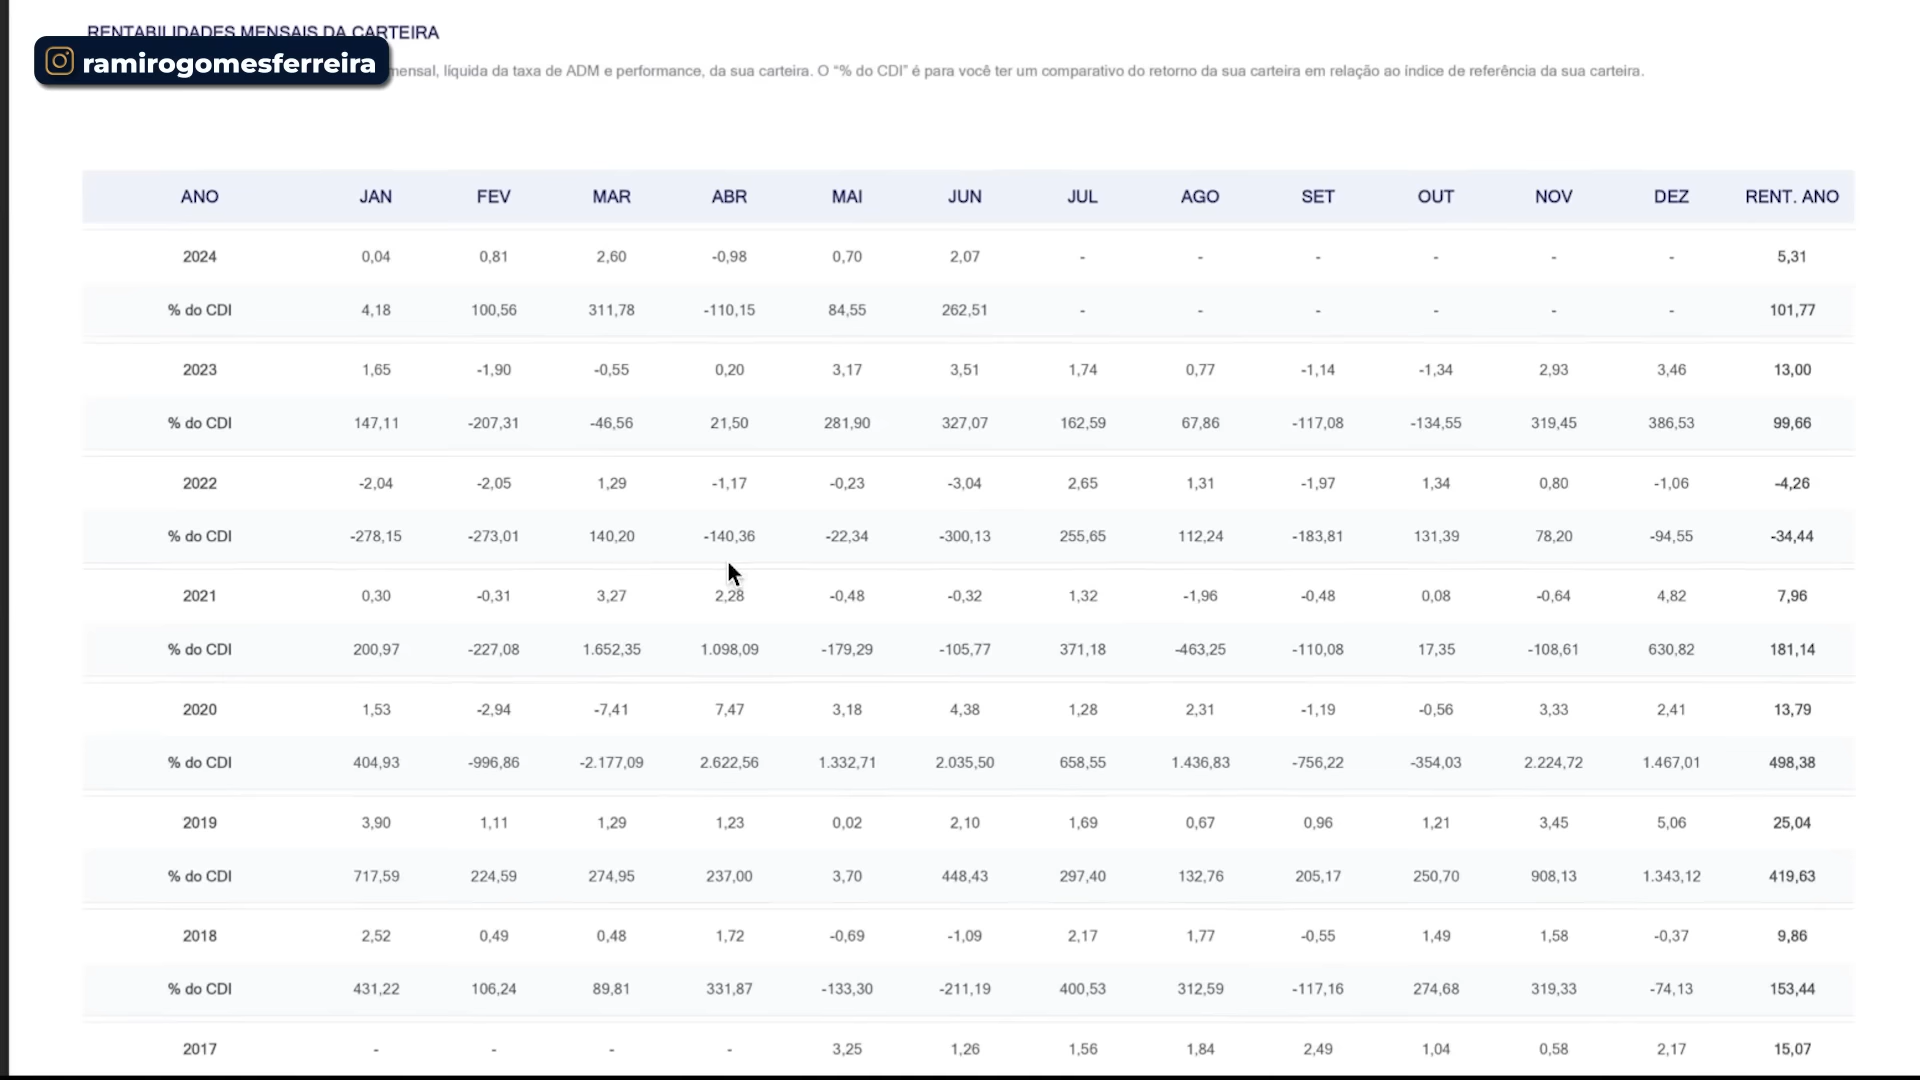 RENTABILIDADES MENSAIS DA CARTEIRA
ramirogomesferreira
mensal, líquida da taxa de ADM e performance, da sua carteira. O “% do CDI” é para você ter um comparativo do retorno da sua carteira em relação ao índice de referência da sua carteira.
ANO JAN FEV MAR ABR MAI JUN JUL AGO SET OUT NOV DEZ RENT. ANO
2024 0,04 0,81 2,60 -0,98 0,70 2,07 - - - - - - 5,31
% do CDI 4,18 100,56 311,78 -110,15 84,55 262,51 - - - - - - 101,77
2023 1,65 -1,90 -0,55 0,20 3,17 3,51 1,74 0,77 -1,14 -1,34 2,93 3,46 13,00
% do CDI 147,11 -207,31 -46,56 21,50 281,90 327,07 162,59 67,86 -117,08 -134,55 319,45 386,53 99,66
2022 -2,04 -2,05 1,29 -1,17 -0,23 -3,04 2,65 1,31 -1,97 1,34 0,80 -1,06 -4,26
% do CDI -278,15 -273,01 140,20 -140,36 -22,34 -300,13 255,65 112,24 -183,81 131,39 78,20 -94,55 -34,44
2021 0,30 -0,31 3,27 2,28 -0,48 -0,32 1,32 -1,96 -0,48 0,08 -0,64 4,82 7,96
% do CDI 200,97 -227,08 1.652,35 1.098,09 -179,29 -105,77 371,18 -463,25 -110,08 17,35 -108,61 630,82 181,14
2020 1,53 -2,94 -7,41 7,47 3,18 4,38 1,28 2,31 -1,19 -0,56 3,33 2,41 13,79
% do CDI 404,93 -996,86 -2.177,09 2.622,56 1.332,71 2.035,50 658,55 1.436,83 -756,22 -354,03 2.224,72 1.467,01 498,38
2019 3,90 1,11 1,29 1,23 0,02 2,10 1,69 0,67 0,96 1,21 3,45 5,06 25,04
% do CDI 717,59 224,59 274,95 237,00 3,70 448,43 297,40 132,76 205,17 250,70 908,13 1.343,12 419,63
2018 2,52 0,49 0,48 1,72 -0,69 -1,09 2,17 1,77 -0,55 1,49 1,58 -0,37 9,86
% do CDI 431,22 106,24 89,81 331,87 -133,30 -211,19 400,53 312,59 -117,16 274,68 319,33 -74,13 153,44
2017 - - - - 3,25 1,26 1,56 1,84 2,49 1,04 0,58 2,17 15,07